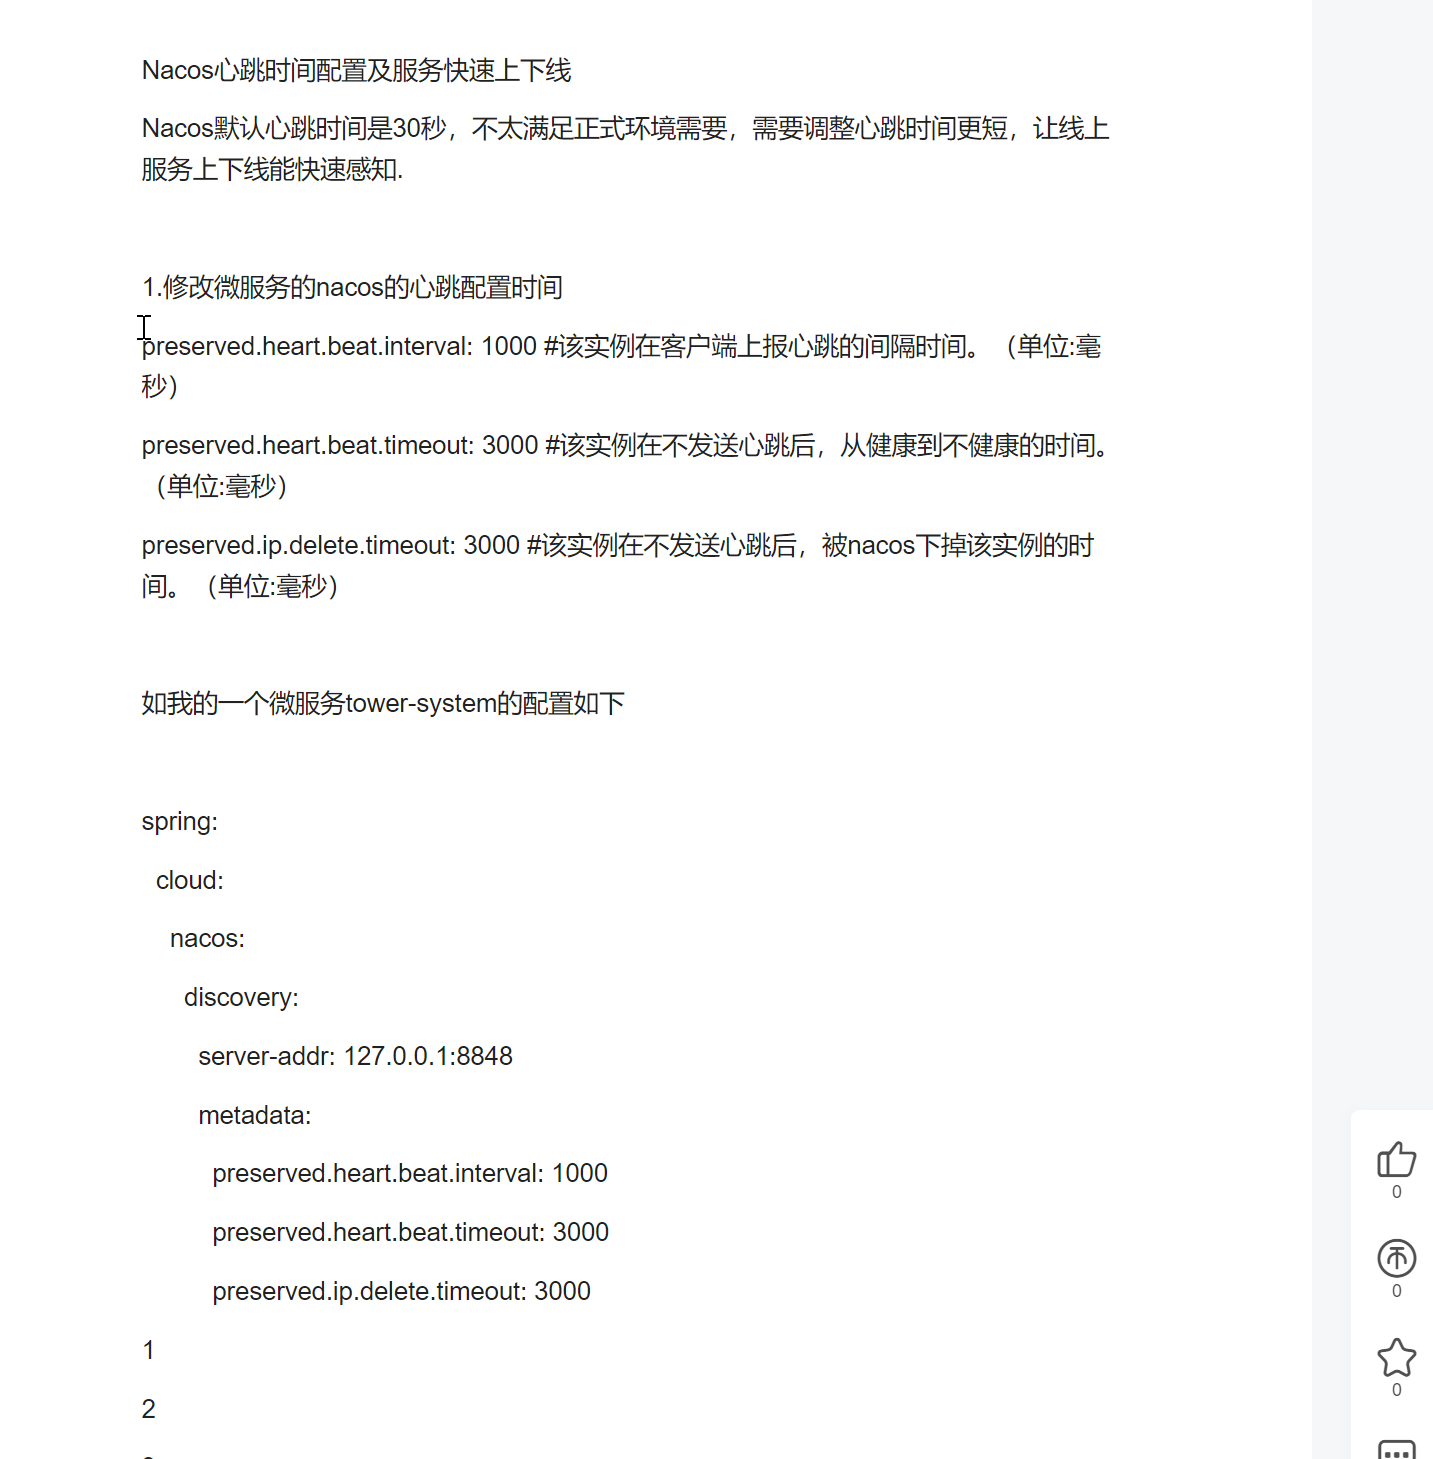 Nacos心跳时间配置及服务快速上下线
Nacos默认心跳时间是30秒，不太满足正式环境需要，需要调整心跳时间更短，让线上
服务上下线能快速感知.
1.修改微服务的nacos的心跳配置时间
preserved.heart.beat.interval: 1000 #该实例在客户端上报心跳的间隔时间。（单位:毫
秒）
preserved.heart.beat.timeout: 3000 #该实例在不发送心跳后，从健康到不健康的时间。
（单位:毫秒）
preserved.ip.delete.timeout: 3000 #该实例在不发送心跳后，被nacos下掉该实例的时
间。（单位:毫秒）
如我的一个微服务tower-system的配置如下
spring:
cloud:
nacos:
discovery:
server-addr: 127.0.0.1:8848
metadata:
preserved.heart.beat.interval: 1000
preserved.heart.beat.timeout: 3000
preserved.ip.delete.timeout: 3000
1
2
0
0
0